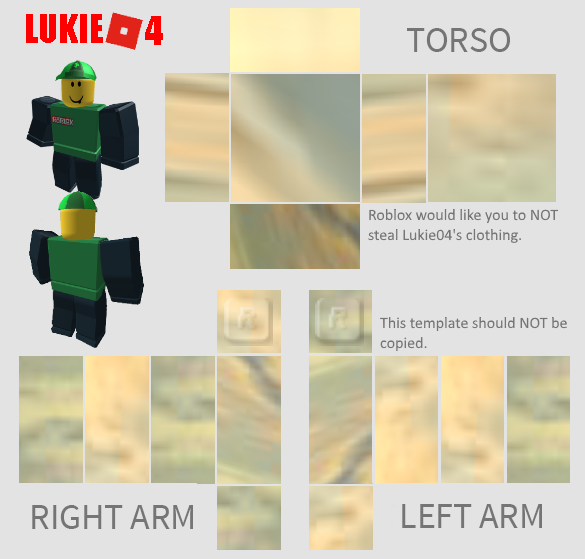 LUKIE 4
TORSO
ROBLOX
Roblox would like you to NOT
steal Lukie04's clothing.
R
R
This template should NOT be
copied.
RIGHT ARM
LEFT ARM